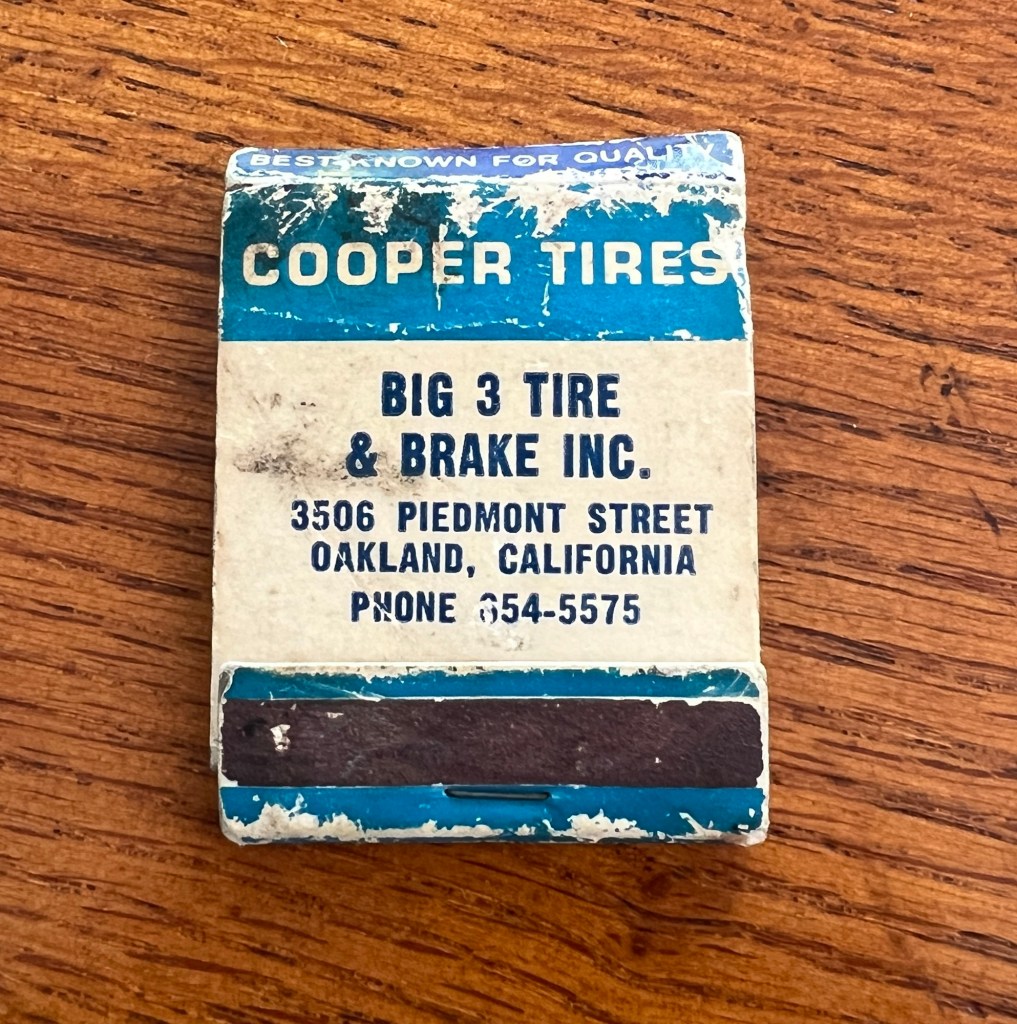 BEST-KNOWN FOR QUALITY
COOPER TIRES
BIG 3 TIRE
& BRAKE INC.
3506 PIEDMONT STREET
OAKLAND, CALIFORNIA
PHONE 654-5575